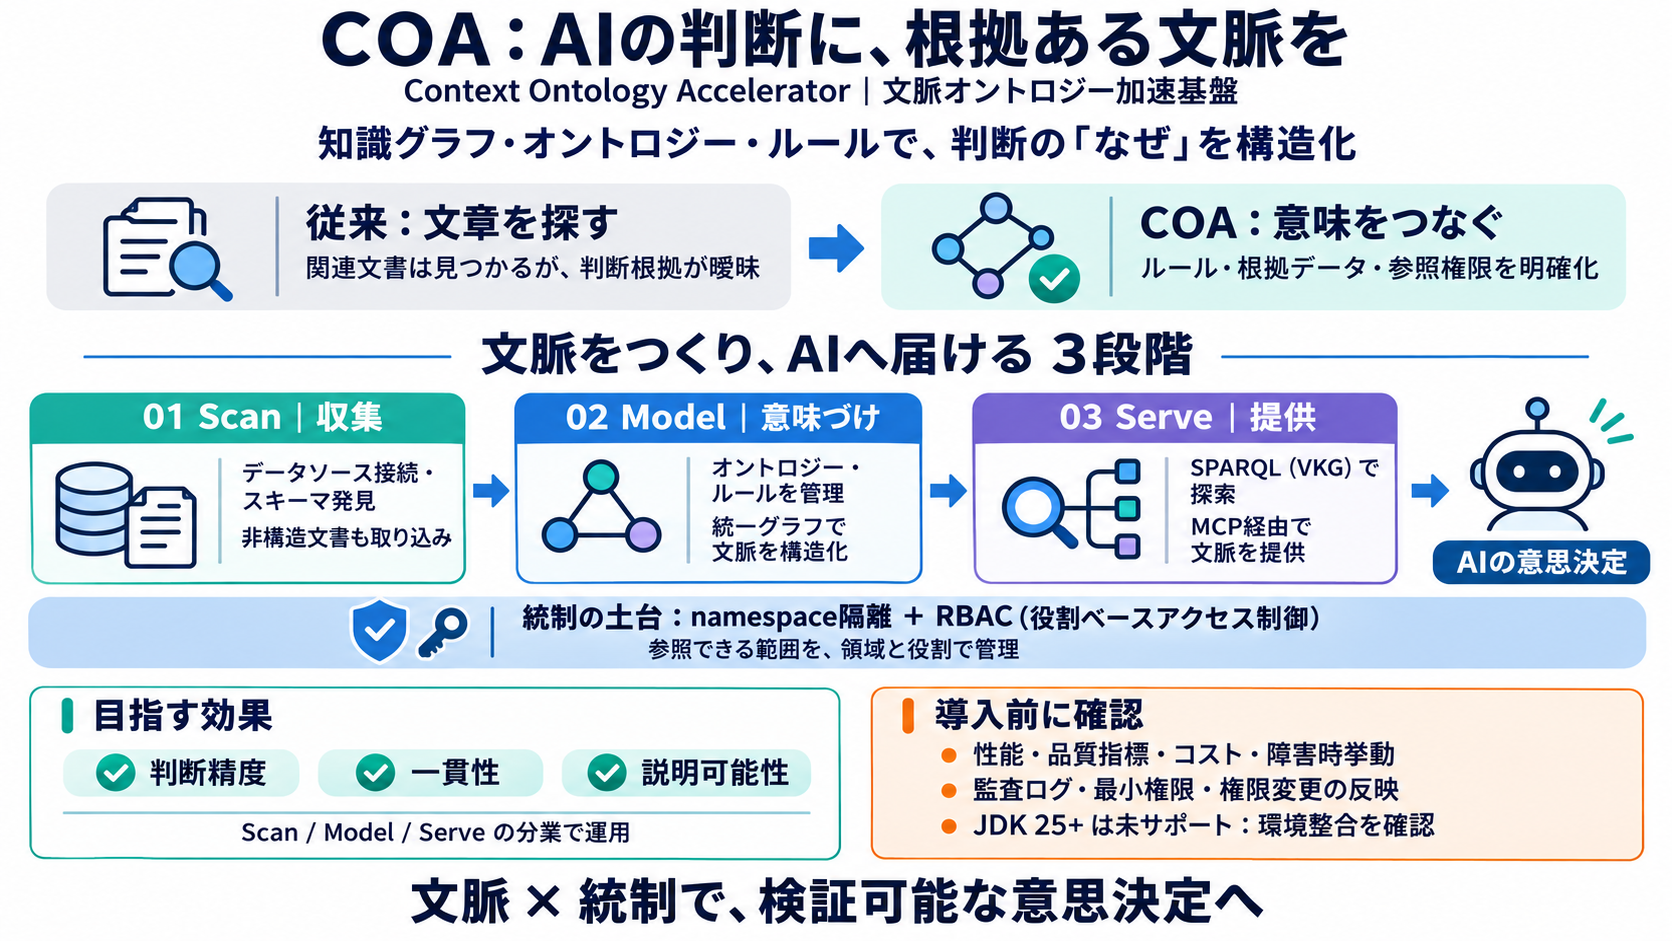 COA：AIの判断に、根拠ある文脈を
Context Ontology Accelerator｜文脈オントロジー加速基盤
知識グラフ・オントロジー・ルールで、判断の「なぜ」を構造化
従来：文章を探す
関連文書は見つかるが、判断根拠が曖昧
COA：意味をつなぐ
ルール・根拠データ・参照権限を明確化
文脈をつくり、AIへ届ける 3段階
01 Scan｜収集
データソース接続・
スキーマ発見
非構造文書も取り込み
02 Model｜意味づけ
オントロジー・
ルールを管理
統一グラフで
文脈を構造化
03 Serve｜提供
SPARQL（VKG）で
探索
MCP経由で
文脈を提供
AIの意思決定
統制の土台：namespace隔離 ＋ RBAC（役割ベースアクセス制御）
参照できる範囲を、領域と役割で管理
目指す効果
判断精度
一貫性
説明可能性
Scan / Model / Serve の分業で運用
導入前に確認
性能・品質指標・コスト・障害時挙動
監査ログ・最小権限・権限変更の反映
JDK 25+ は未サポート：環境整合を確認
文脈 × 統制で、検証可能な意思決定へ